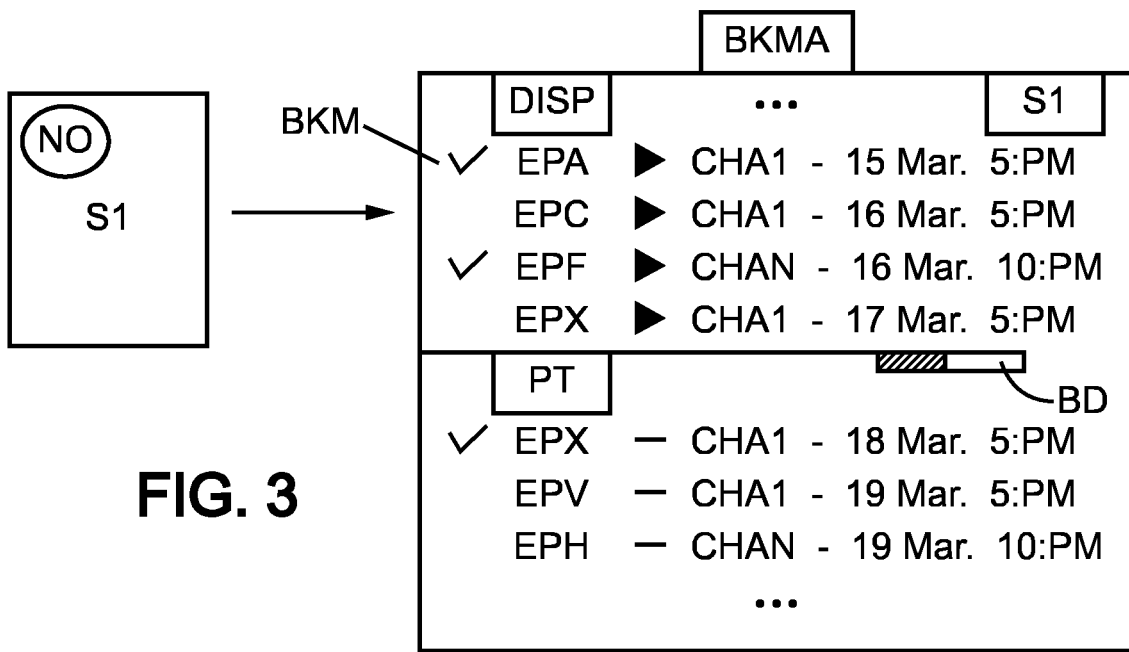 BKMA
NO
S1
BKM
DISP ... S1
✓ EPA ▶ CHA1 - 15 Mar. 5:PM
EPC ▶ CHA1 - 16 Mar. 5:PM
✓ EPF ▶ CHAN - 16 Mar. 10:PM
EPX ▶ CHA1 - 17 Mar. 5:PM
PT
BD
✓ EPX — CHA1 - 18 Mar. 5:PM
EPV — CHA1 - 19 Mar. 5:PM
EPH — CHAN - 19 Mar. 10:PM
...
FIG. 3